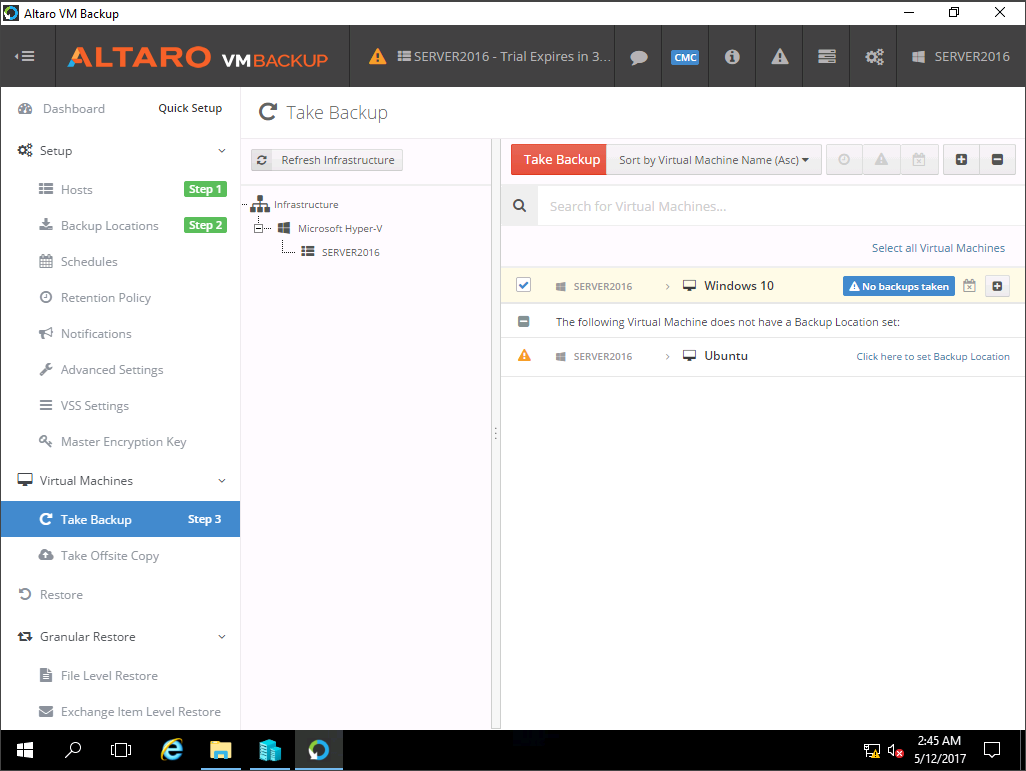 Altaro VM Backup
ALTARO VMBACKUP
SERVER2016 - Trial Expires in 3...
CMC
SERVER2016
Dashboard
Quick Setup
Setup
Hosts
Step 1
Backup Locations
Step 2
Schedules
Retention Policy
Notifications
Advanced Settings
VSS Settings
Master Encryption Key
Virtual Machines
Take Backup
Step 3
Take Offsite Copy
Restore
Granular Restore
File Level Restore
Exchange Item Level Restore
Take Backup
Refresh Infrastructure
Infrastructure
Microsoft Hyper-V
SERVER2016
Take Backup
Sort by Virtual Machine Name (Asc)
Search for Virtual Machines...
Select all Virtual Machines
SERVER2016 > Windows 10
No backups taken
The following Virtual Machine does not have a Backup Location set:
SERVER2016 > Ubuntu
Click here to set Backup Location
2:45 AM
5/12/2017